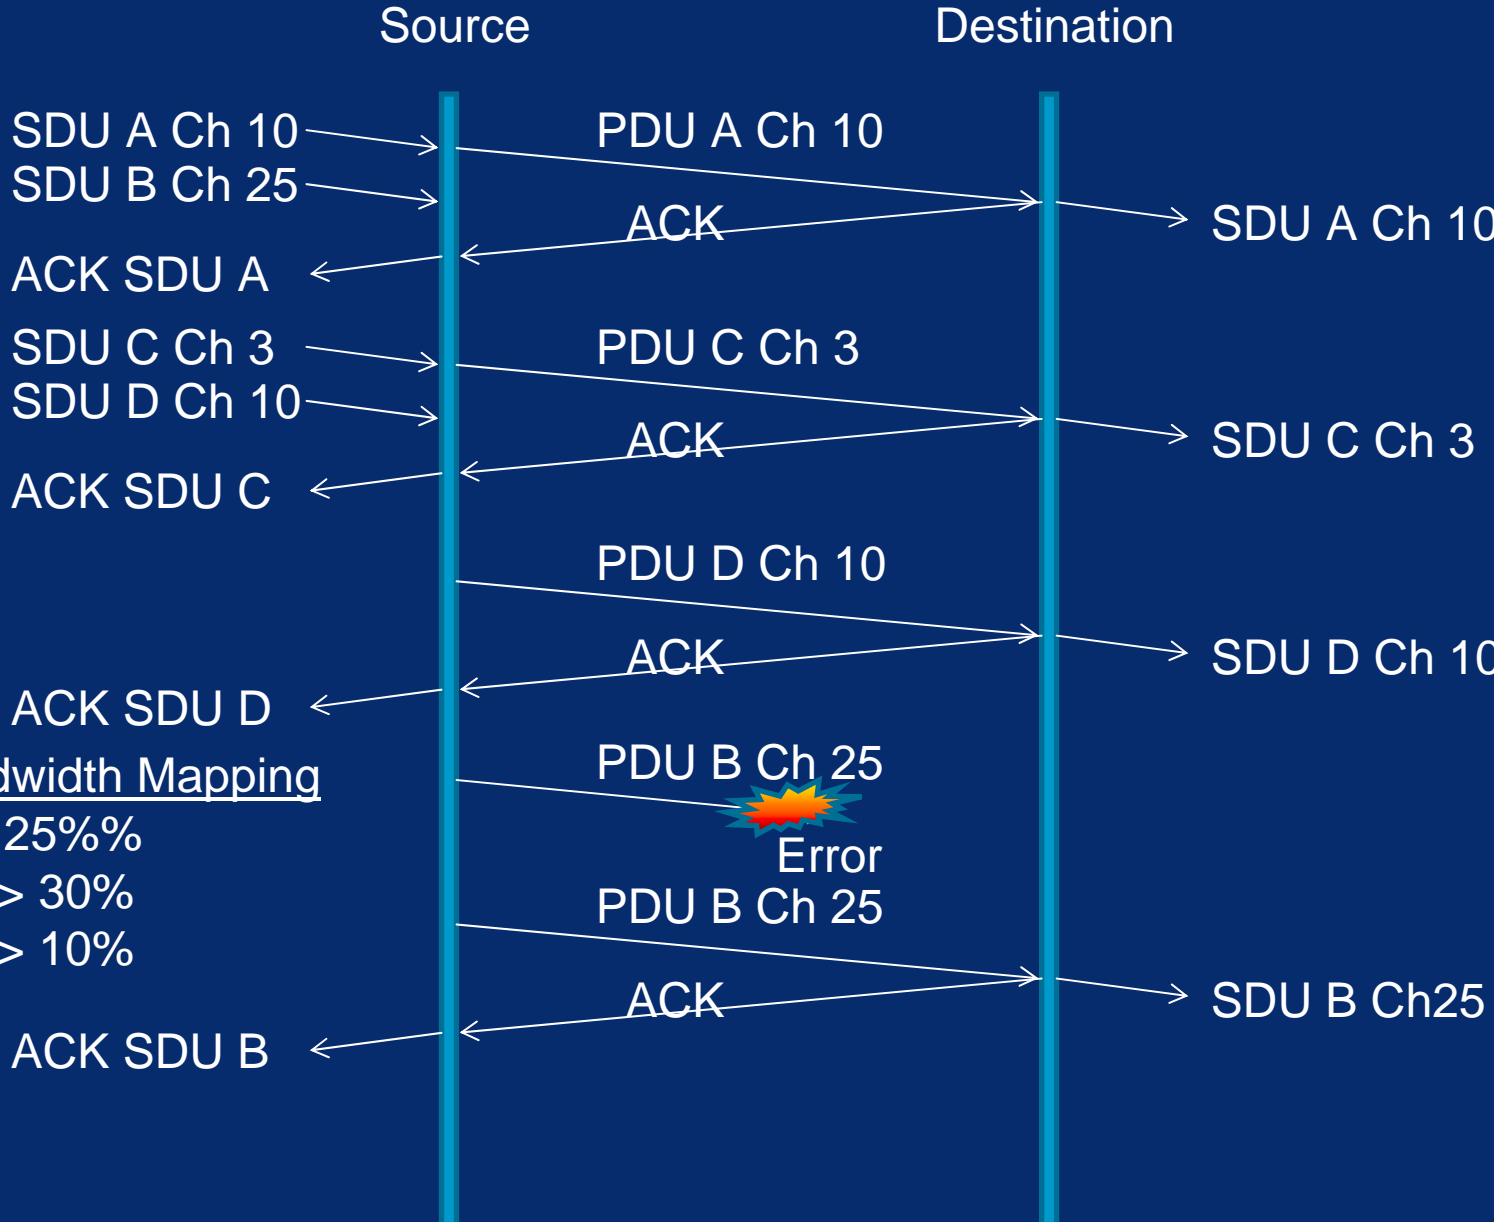 Source
Destination
SDU A Ch 10
PDU A Ch 10
SDU B Ch 25
ACK
SDU A Ch 10
ACK SDU A
SDU C Ch 3
PDU C Ch 3
SDU D Ch 10
ACK
SDU C Ch 3
ACK SDU C
PDU D Ch 10
ACK
SDU D Ch 10
ACK SDU D
PDU B Ch 25
dwidth Mapping
25%%
Error
> 30%
PDU B Ch 25
> 10%
ACK
SDU B Ch25
ACK SDU B